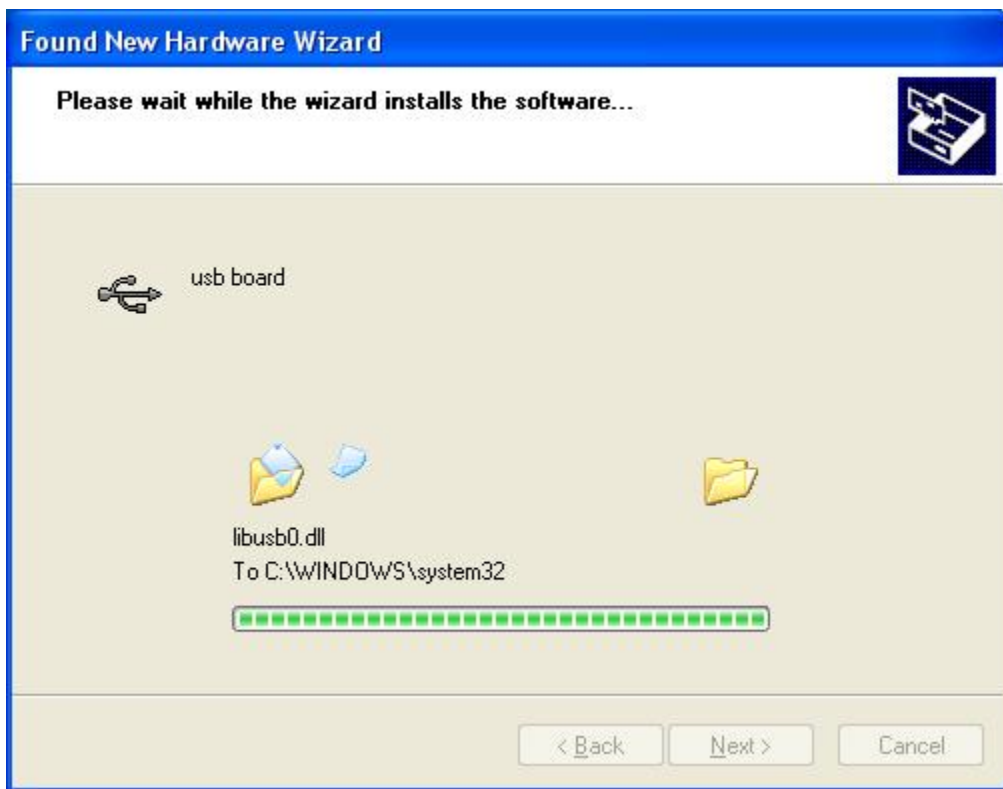 Found New Hardware Wizard
Please wait while the wizard installs the software...
usb board
libusb0.dll
To C:\WINDOWS\system32
< Back
Next >
Cancel